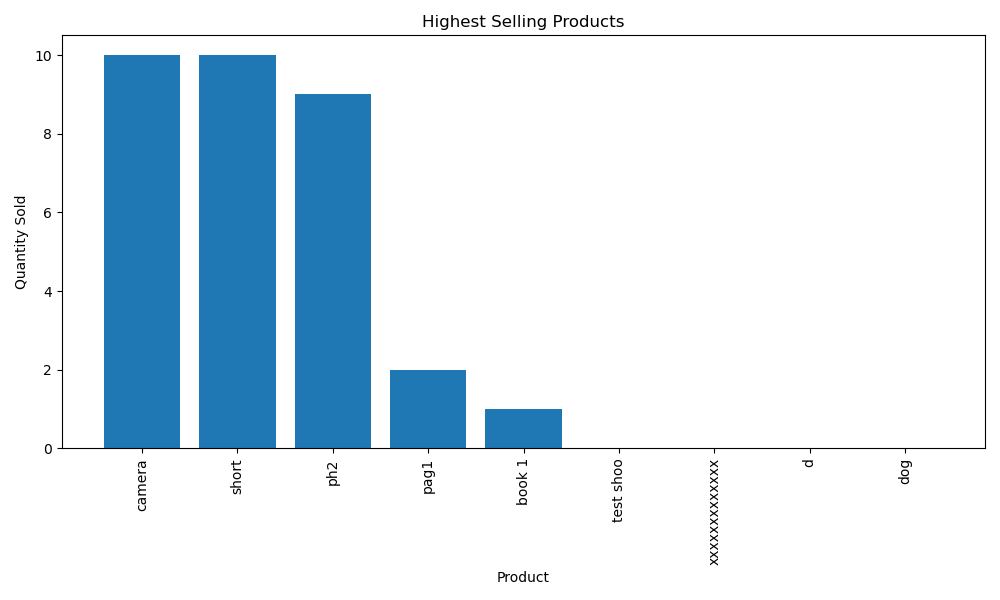 Highest Selling Products
Quantity Sold
10
8
6
4
2
0
camera
short
ph2
pag1
book 1
test shoo
xxxxxxxxxxxxxx
d
dog
Product